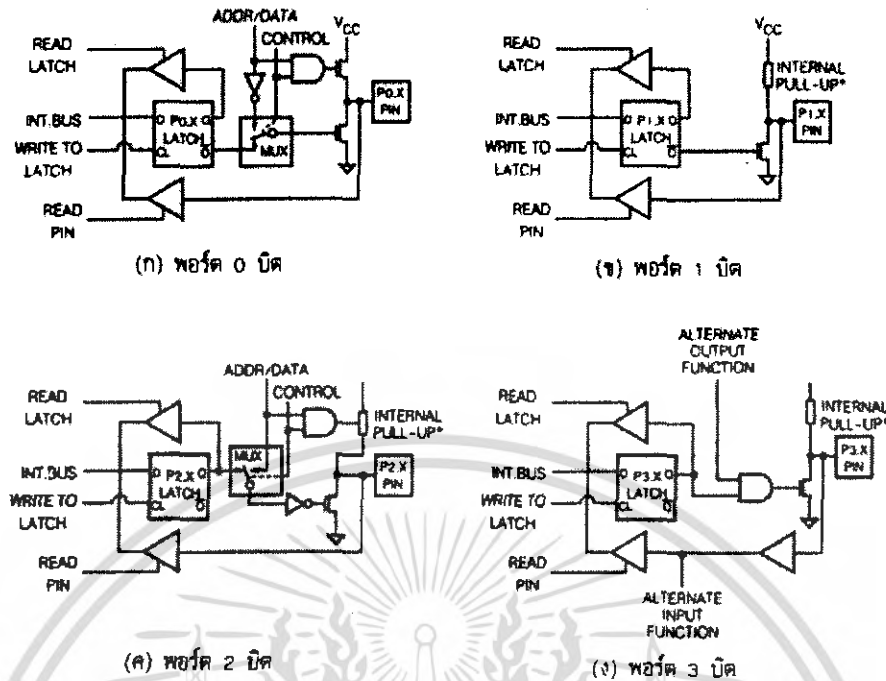 ADDR/DATA
CONTROL
VCC
READ
LATCH
INT.BUS
D P0.X Q
LATCH
CL Q
WRITE TO
LATCH
MUX
P0.X
PIN
READ
PIN
(ก) พอร์ต 0 บิต
VCC
READ
LATCH
INTERNAL
PULL-UP*
INT.BUS
D P1.X Q
LATCH
CL Q
WRITE TO
LATCH
P1.X
PIN
READ
PIN
(ข) พอร์ต 1 บิต
ADDR/DATA
CONTROL
READ
LATCH
INTERNAL
PULL-UP*
MUX
INT.BUS
D P2.X Q
LATCH
CL Q
WRITE TO
LATCH
P2.X
PIN
READ
PIN
(ค) พอร์ต 2 บิต
ALTERNATE
OUTPUT
FUNCTION
READ
LATCH
INTERNAL
PULL-UP*
INT.BUS
D P3.X Q
LATCH
CL Q
WRITE TO
LATCH
P3.X
PIN
READ
PIN
ALTERNATE
INPUT
FUNCTION
(ง) พอร์ต 3 บิต